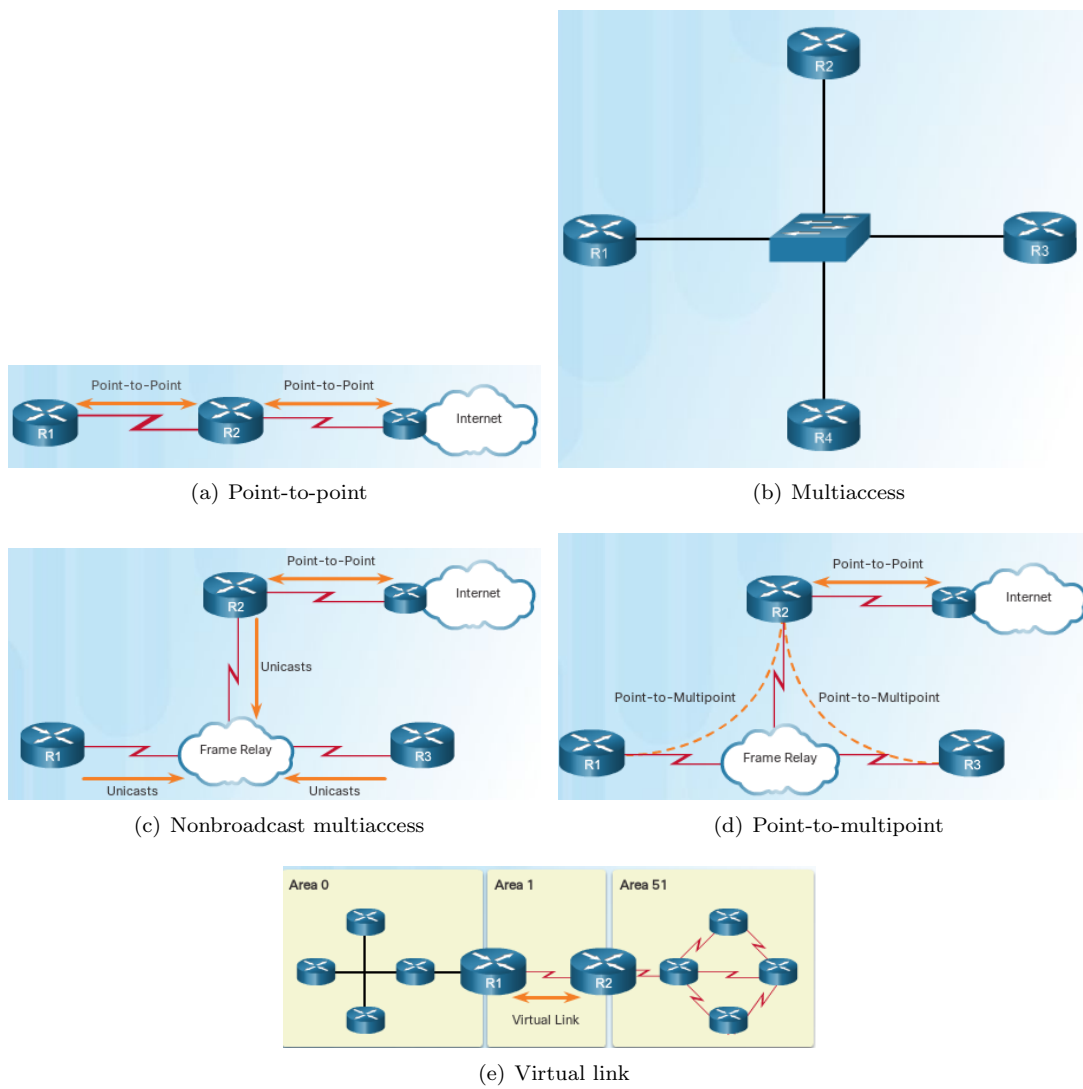 Point-to-Point
Point-to-Point
R1
R2
Internet
(a) Point-to-point
R2
R1
R3
R4
(b) Multiaccess
Point-to-Point
R2
Internet
Unicasts
R1
Frame Relay
R3
Unicasts
Unicasts
(c) Nonbroadcast multiaccess
Point-to-Point
R2
Internet
Point-to-Multipoint
Point-to-Multipoint
R1
Frame Relay
R3
(d) Point-to-multipoint
Area 0
Area 1
Area 51
R1
R2
Virtual Link
(e) Virtual link